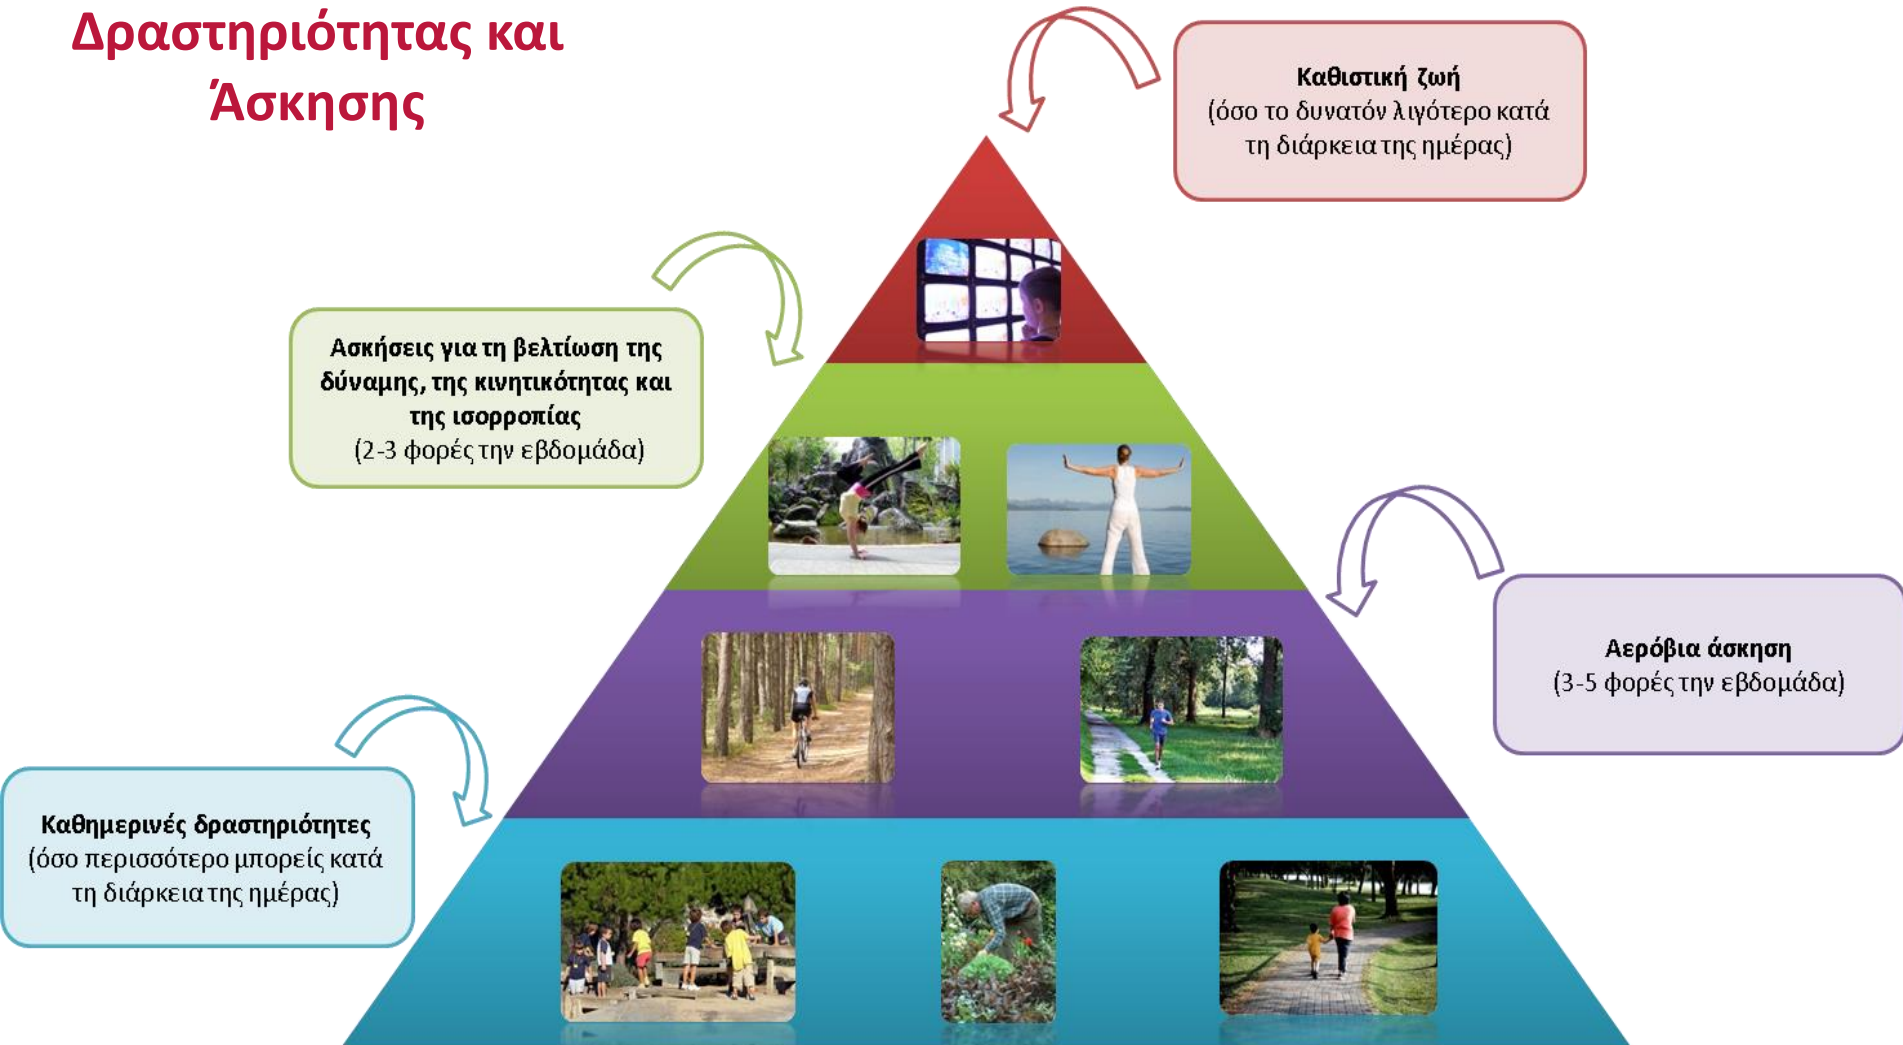 Δραστηριότητας και
Άσκησης
Καθιστική ζωή
(όσο το δυνατόν λιγότερο κατά
τη διάρκεια της ημέρας)
Ασκήσεις για τη βελτίωση της
δύναμης, της κινητικότητας και
της ισορροπίας
(2-3 φορές την εβδομάδα)
Αερόβια άσκηση
(3-5 φορές την εβδομάδα)
Καθημερινές δραστηριότητες
(όσο περισσότερο μπορείς κατά
τη διάρκεια της ημέρας)